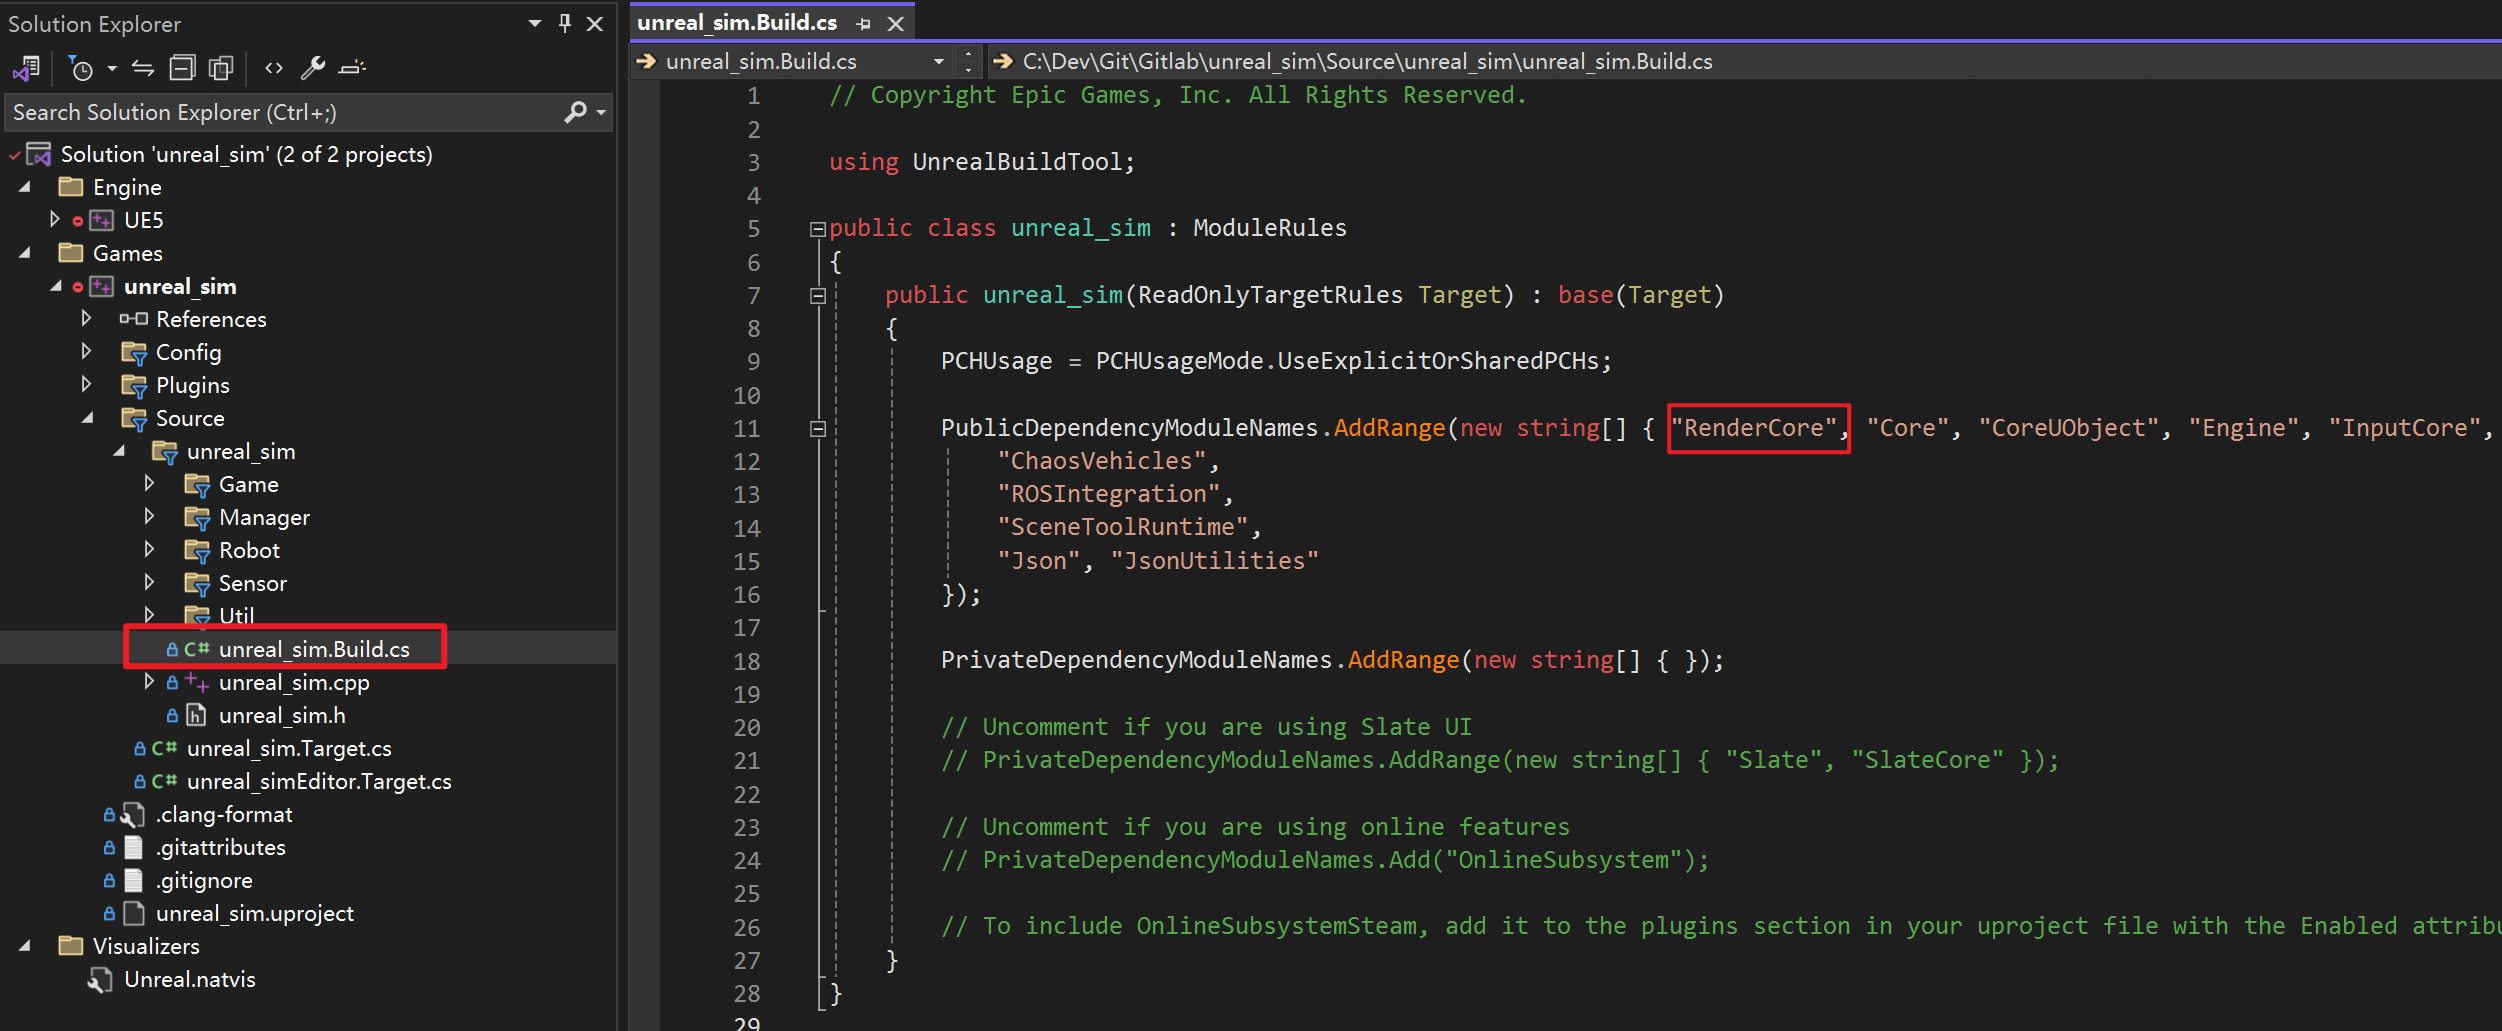 Solution Explorer
Search Solution Explorer (Ctrl+;)
Solution 'unreal_sim' (2 of 2 projects)
Engine
UE5
Games
unreal_sim
References
Config
Plugins
Source
unreal_sim
Game
Manager
Robot
Sensor
Util
C# unreal_sim.Build.cs
unreal_sim.cpp
unreal_sim.h
C# unreal_sim.Target.cs
C# unreal_simEditor.Target.cs
.clang-format
.gitattributes
.gitignore
unreal_sim.uproject
Visualizers
Unreal.natvis
unreal_sim.Build.cs
unreal_sim.Build.cs
C:\Dev\Git\Gitlab\unreal_sim\Source\unreal_sim\unreal_sim.Build.cs
1 // Copyright Epic Games, Inc. All Rights Reserved.
2
3 using UnrealBuildTool;
4
5 public class unreal_sim : ModuleRules
6 {
7 public unreal_sim(ReadOnlyTargetRules Target) : base(Target)
8 {
9 PCHUsage = PCHUsageMode.UseExplicitOrSharedPCHs;
10
11 PublicDependencyModuleNames.AddRange(new string[] { "RenderCore", "Core", "CoreUObject", "Engine", "InputCore",
12 "ChaosVehicles",
13 "ROSIntegration",
14 "SceneToolRuntime",
15 "Json", "JsonUtilities"
16 });
17
18 PrivateDependencyModuleNames.AddRange(new string[] { });
19
20 // Uncomment if you are using Slate UI
21 // PrivateDependencyModuleNames.AddRange(new string[] { "Slate", "SlateCore" });
22
23 // Uncomment if you are using online features
24 // PrivateDependencyModuleNames.Add("OnlineSubsystem");
25
26 // To include OnlineSubsystemSteam, add it to the plugins section in your uproject file with the Enabled attribu
27 }
28 }
29